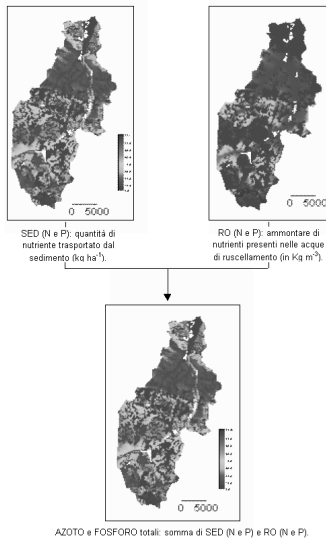 0 5000
0 5000
SED (N e P): quantità di
nutriente trasportato dal
sedimento (kg ha⁻¹).
RO (N e P): ammontare di
nutrienti presenti nelle acque
di ruscellamento (in Kg m⁻³).
0 5000
AZOTO e FOSFORO totali: somma di SED (N e P) e RO (N e P).